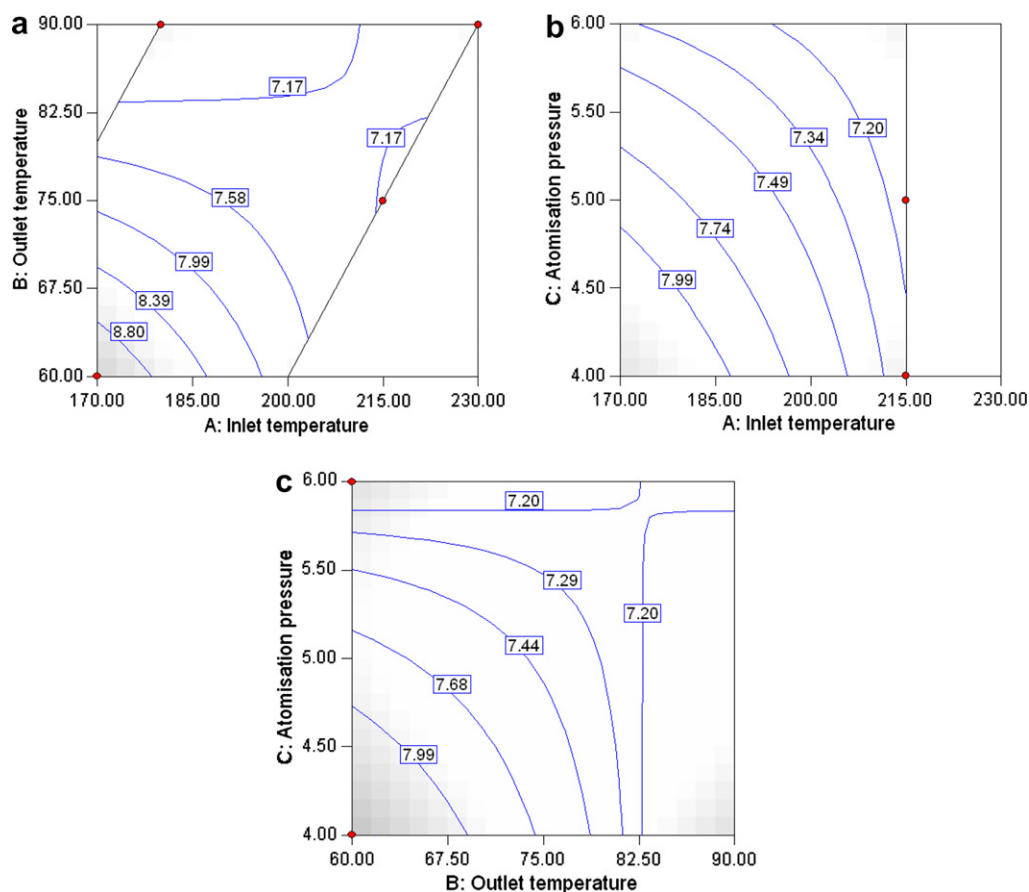 a
90.00
82.50
75.00
67.50
60.00
B: Outlet temperature
7.17
7.17
7.58
7.99
8.39
8.80
170.00 185.00 200.00 215.00 230.00
A: Inlet temperature
b
6.00
5.50
5.00
4.50
4.00
C: Atomisation pressure
7.20
7.34
7.49
7.74
7.99
170.00 185.00 200.00 215.00 230.00
A: Inlet temperature
c
6.00
5.50
5.00
4.50
4.00
C: Atomisation pressure
7.20
7.29
7.20
7.44
7.68
7.99
60.00 67.50 75.00 82.50 90.00
B: Outlet temperature